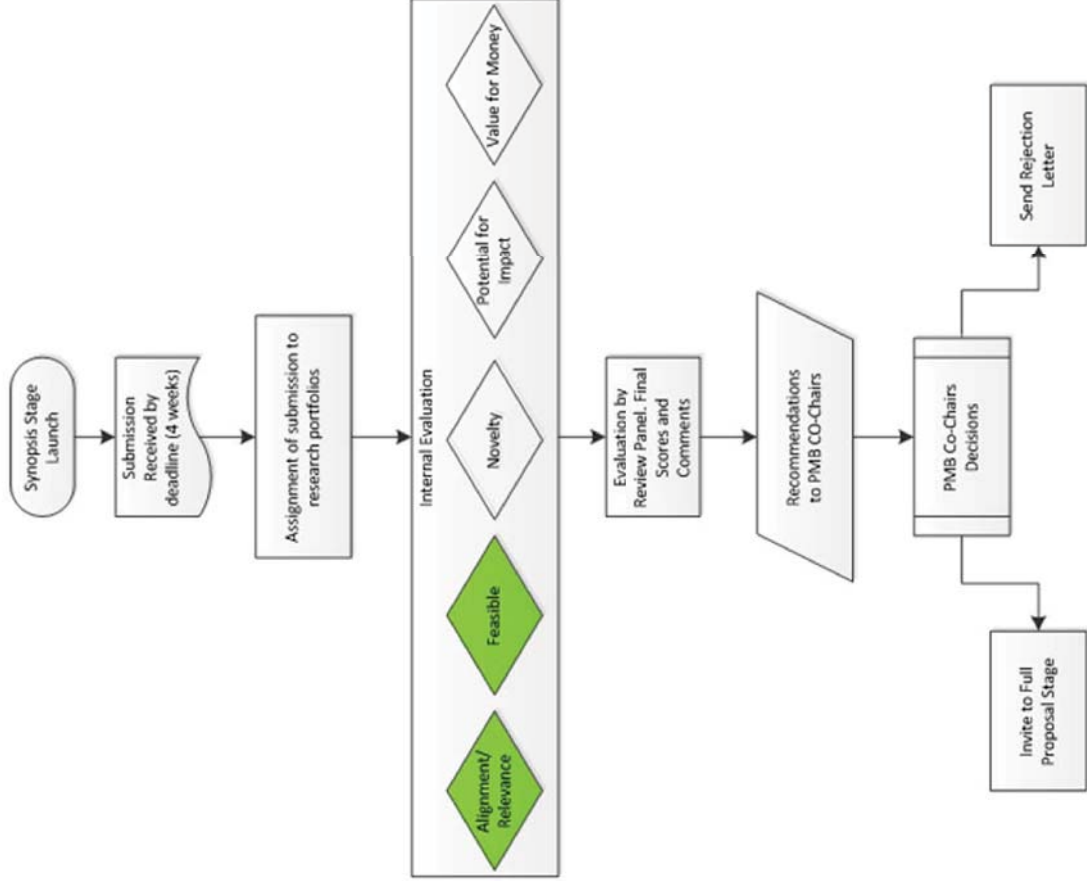 Synopsis Stage
Launch
Submission
Received by
deadline (4 weeks)
Assignment of submission to
research portfolios
Internal Evaluation
Alignment/
Relevance
Feasible
Novelty
Potential for
Impact
Value for Money
Evaluation by
Review Panel. Final
Scores and
Comments
Recommendations
to PMB CO-Chairs
PMB Co-Chairs
Decisions
Invite to Full
Proposal Stage
Send Rejection
Letter